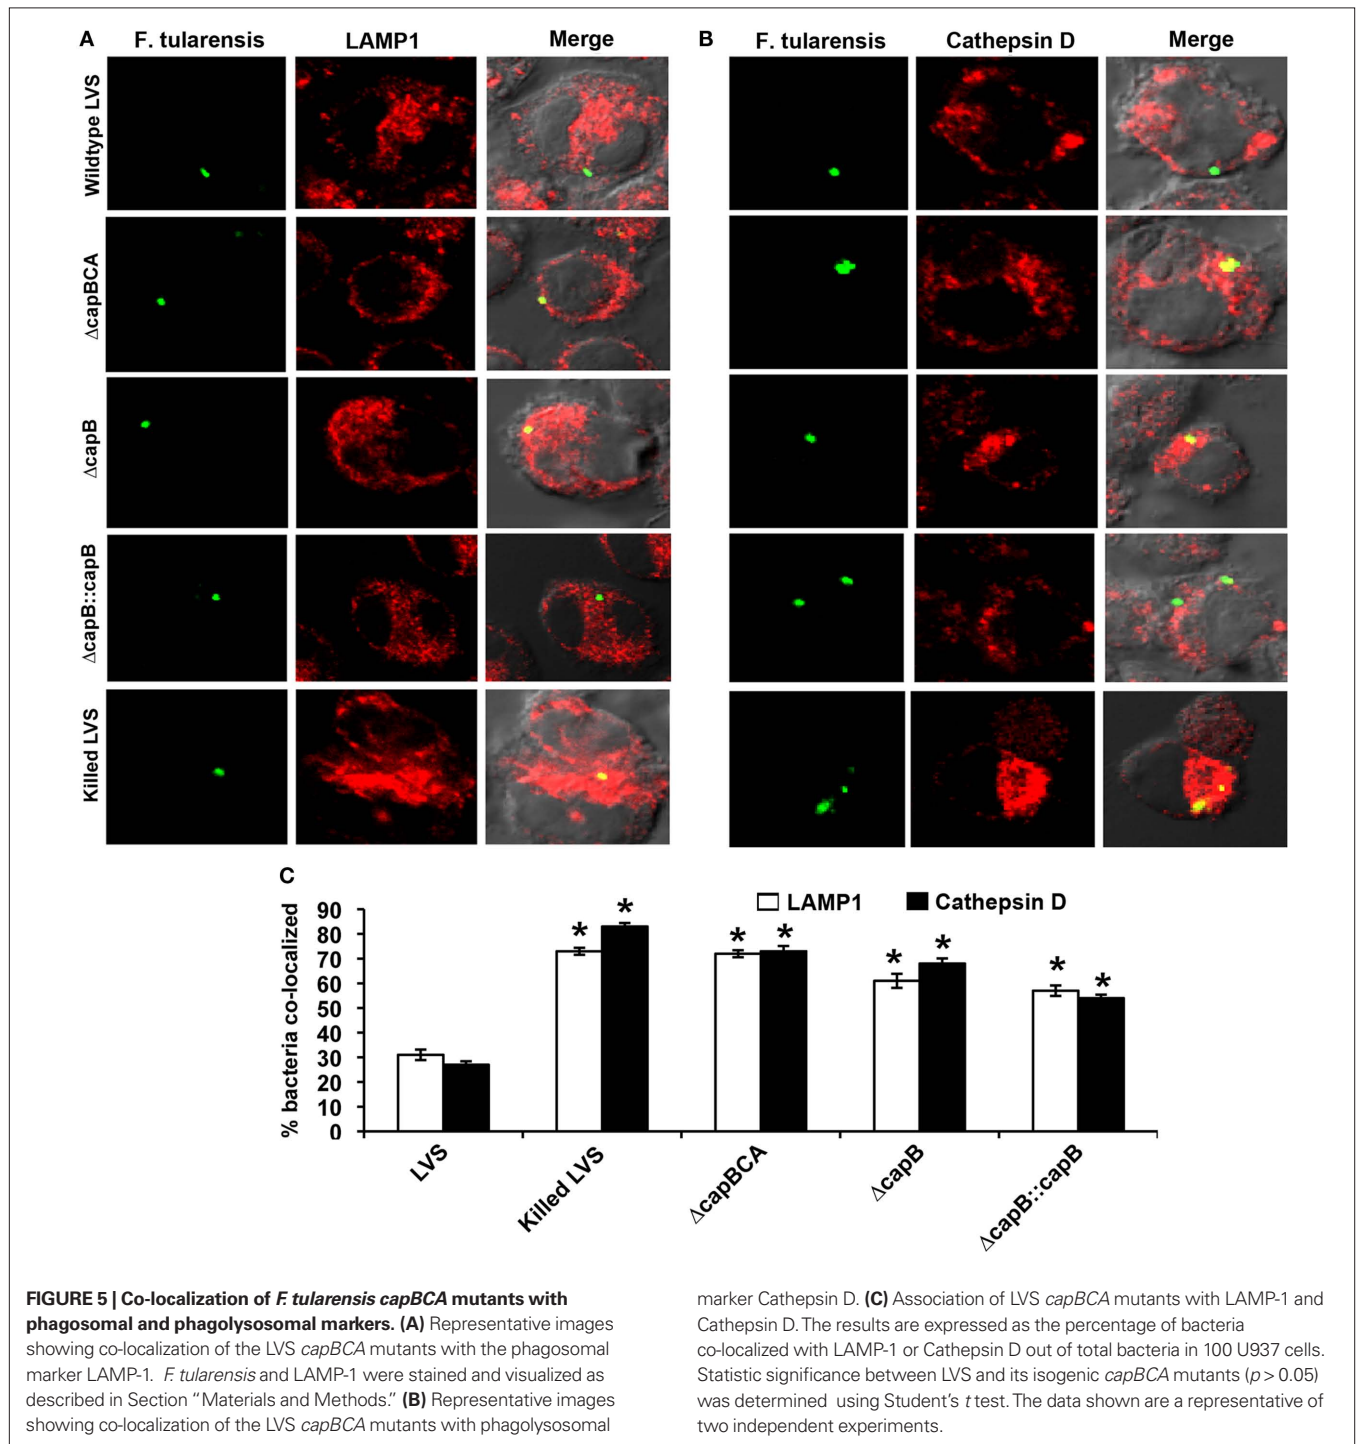 A F. tularensis LAMP1 Merge
B F. tularensis Cathepsin D Merge
Wildtype LVS
ΔcapBCA
ΔcapB
ΔcapB::capB
Killed LVS
C
LAMP1 Cathepsin D
% bacteria co-localized
90
80
70
60
50
40
30
20
10
0
* * * * * * * *
LVS
Killed LVS
ΔcapBCA
ΔcapB
ΔcapB::capB
FIGURE 5 | Co-localization of F. tularensis capBCA mutants with
phagosomal and phagolysosomal markers. (A) Representative images
showing co-localization of the LVS capBCA mutants with the phagosomal
marker LAMP-1. F. tularensis and LAMP-1 were stained and visualized as
described in Section “Materials and Methods.” (B) Representative images
showing co-localization of the LVS capBCA mutants with phagolysosomal
marker Cathepsin D. (C) Association of LVS capBCA mutants with LAMP-1 and
Cathepsin D. The results are expressed as the percentage of bacteria
co-localized with LAMP-1 or Cathepsin D out of total bacteria in 100 U937 cells.
Statistic significance between LVS and its isogenic capBCA mutants (p > 0.05)
was determined using Student’s t test. The data shown are a representative of
two independent experiments.